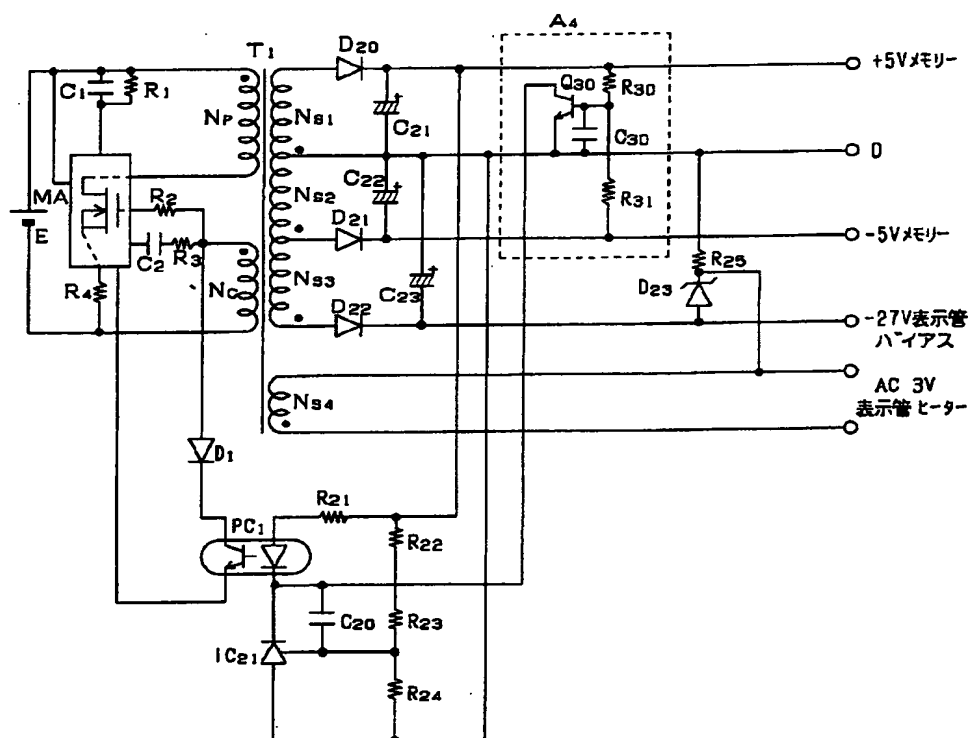 A4
T1
D20
+5Vメモリー
C1
R1
Q30
R30
NP
NS1
C21
C30
0
MA
R2
C22
NS2
D21
R31
E
C2
R3
-5Vメモリー
R4
NC
NS3
D22
C23
R25
D23
-27V表示管
バイアス
NS4
AC 3V
表示管 ヒーター
D1
R21
PC1
R22
C20
R23
IC21
R24